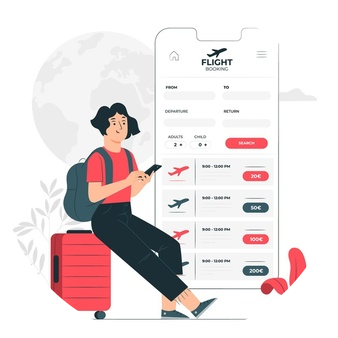 FLIGHT
BOOKING
FROM TO
DEPARTURE RETURN
ADULTS CHILD
2 + 0 + SEARCH
9:00 - 12:00 PM
20€
9:00 - 12:00 PM
50€
9:00 - 12:00 PM
100€
9:00 - 12:00 PM
200€